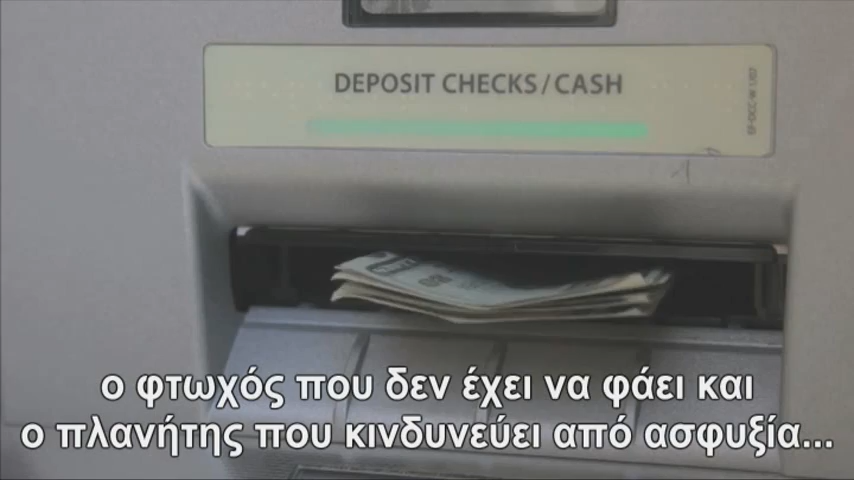 DEPOSIT CHECKS/CASH
ο φτωχός που δεν έχει να φάει και
ο πλανήτης που κινδυνεύει από ασφυξία...